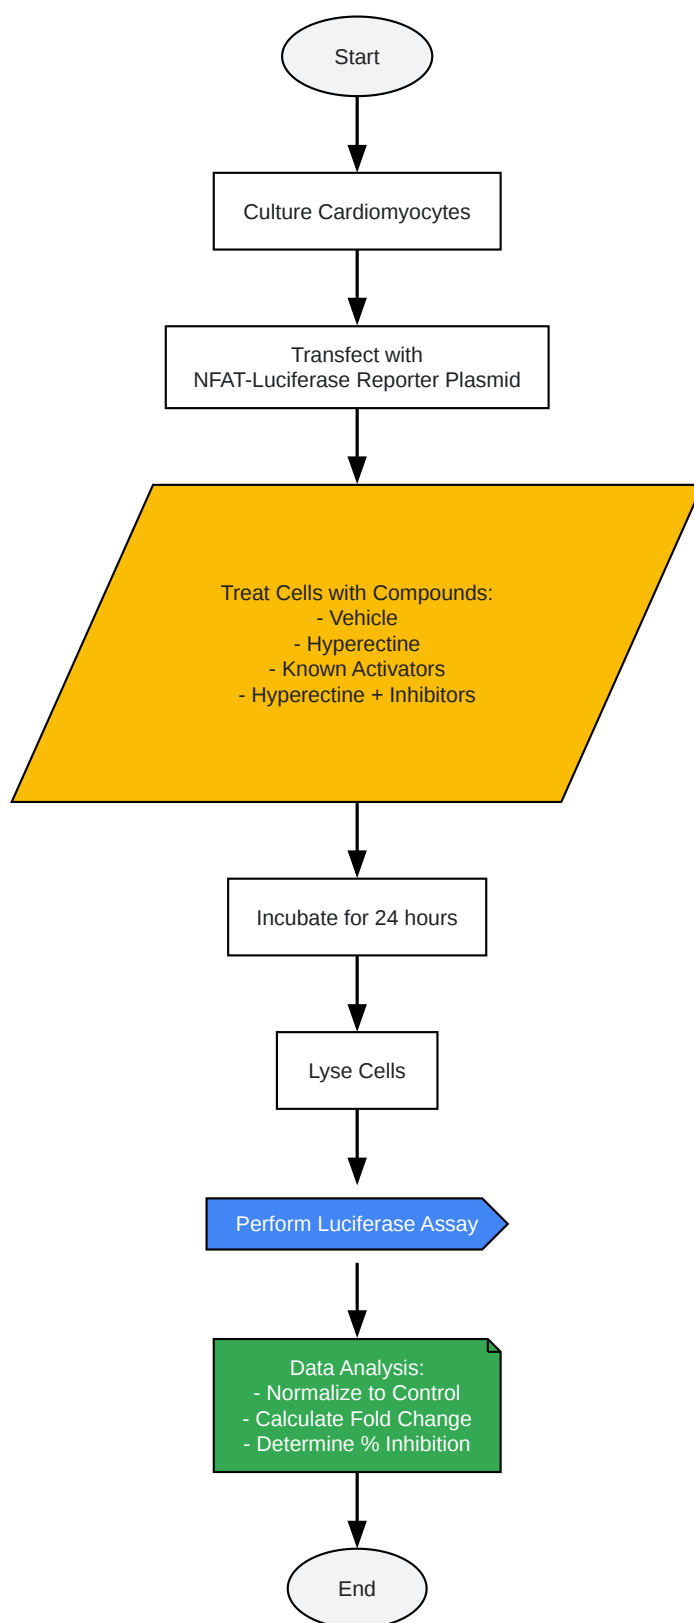 Start
Culture Cardiomyocytes
Transfect with
NFAT-Luciferase Reporter Plasmid
Treat Cells with Compounds:
- Vehicle
- Hyperectine
- Known Activators
- Hyperectine + Inhibitors
Incubate for 24 hours
Lyse Cells
Perform Luciferase Assay
Data Analysis:
- Normalize to Control
- Calculate Fold Change
- Determine % Inhibition
End